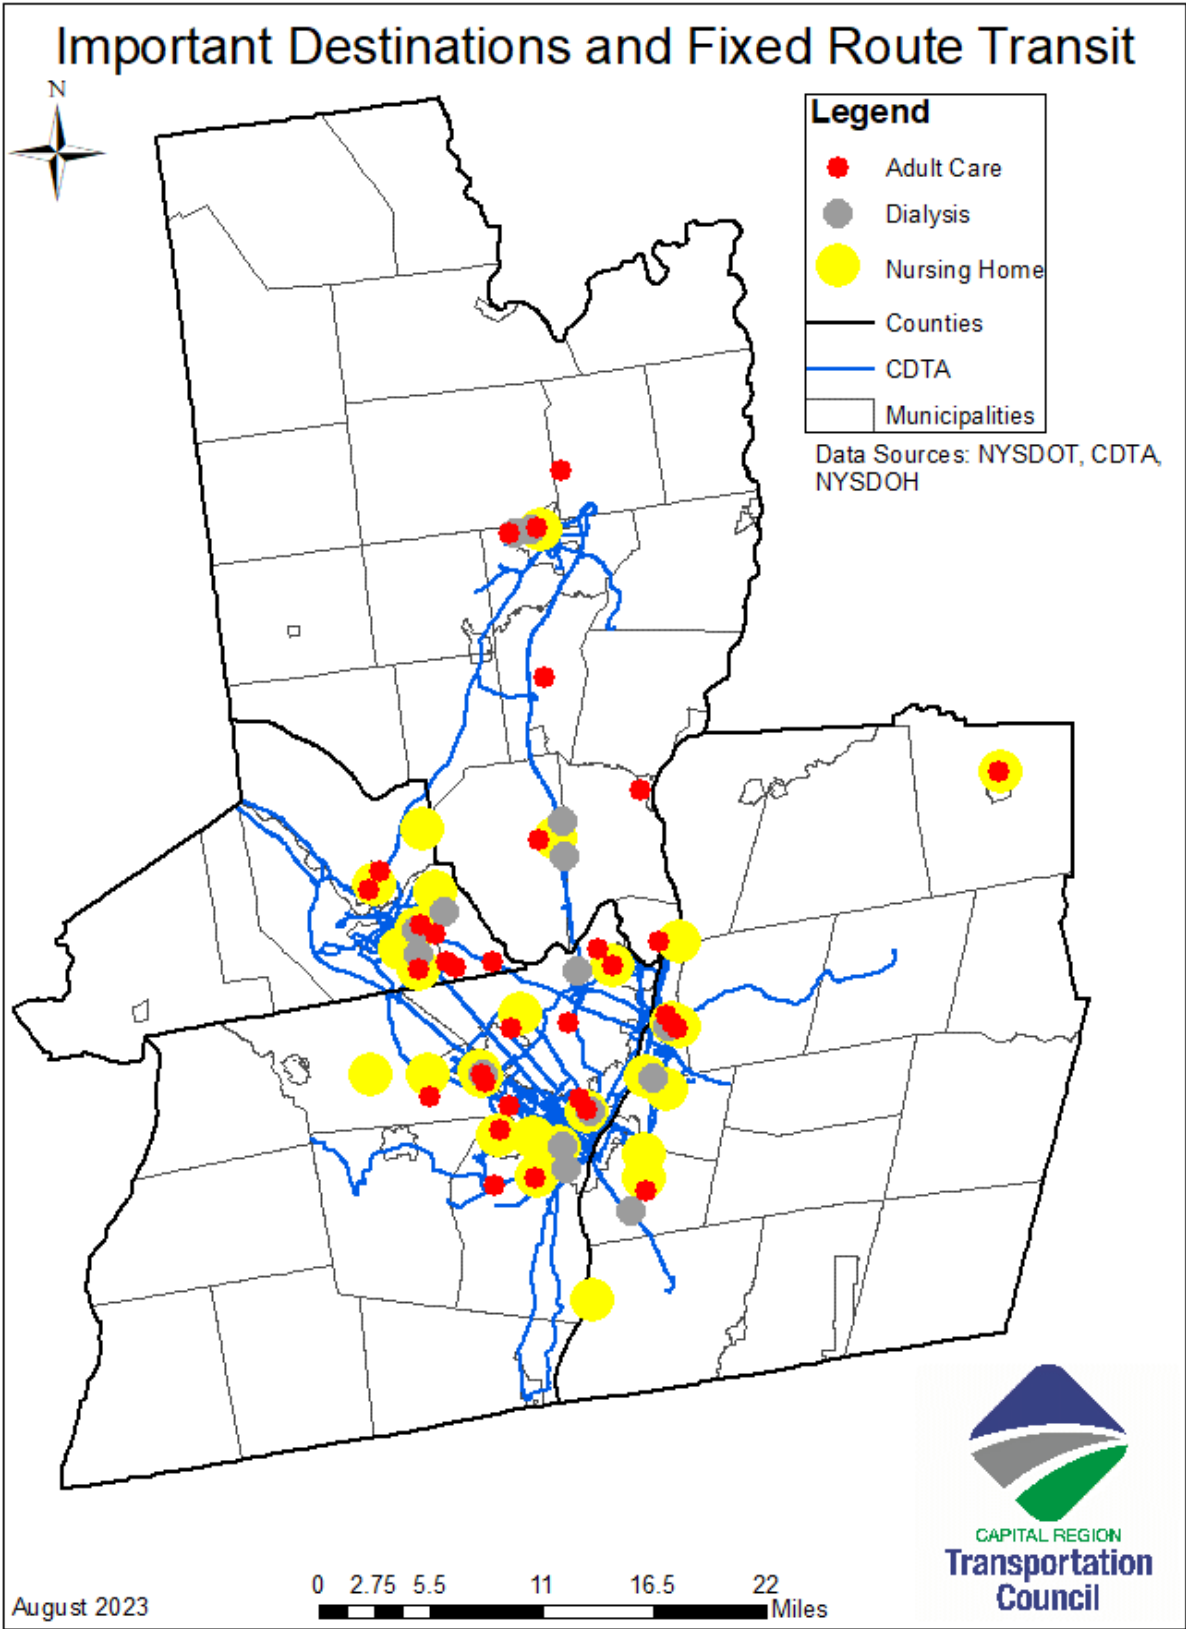 Important Destinations and Fixed Route Transit
N
Legend
Adult Care
Dialysis
Nursing Home
Counties
CDTA
Municipalities
Data Sources: NYSDOT, CDTA,
NYSDOH
CAPITAL REGION
Transportation
Council
0 2.75 5.5 11 16.5 22
Miles
August 2023